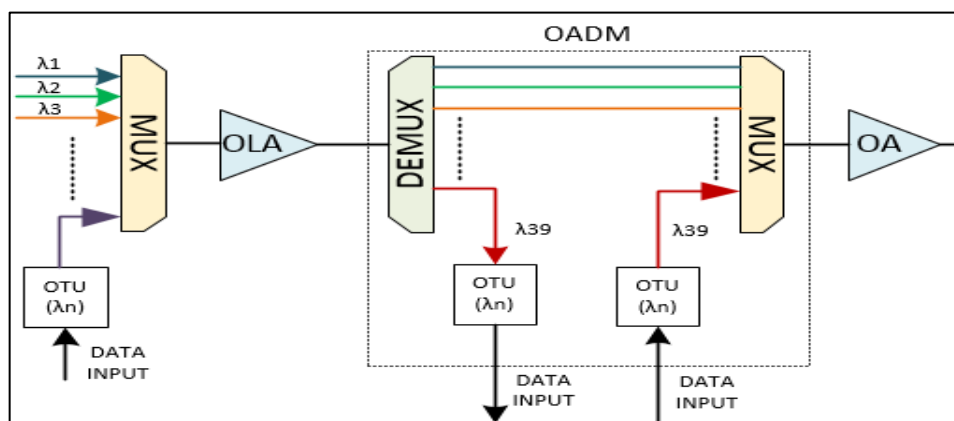 OADM
λ1
λ2
λ3
MUX
OLA
DEMUX
MUX
OA
λ39
λ39
OTU
(λn)
OTU
(λn)
OTU
(λn)
DATA
INPUT
DATA
INPUT
DATA
INPUT